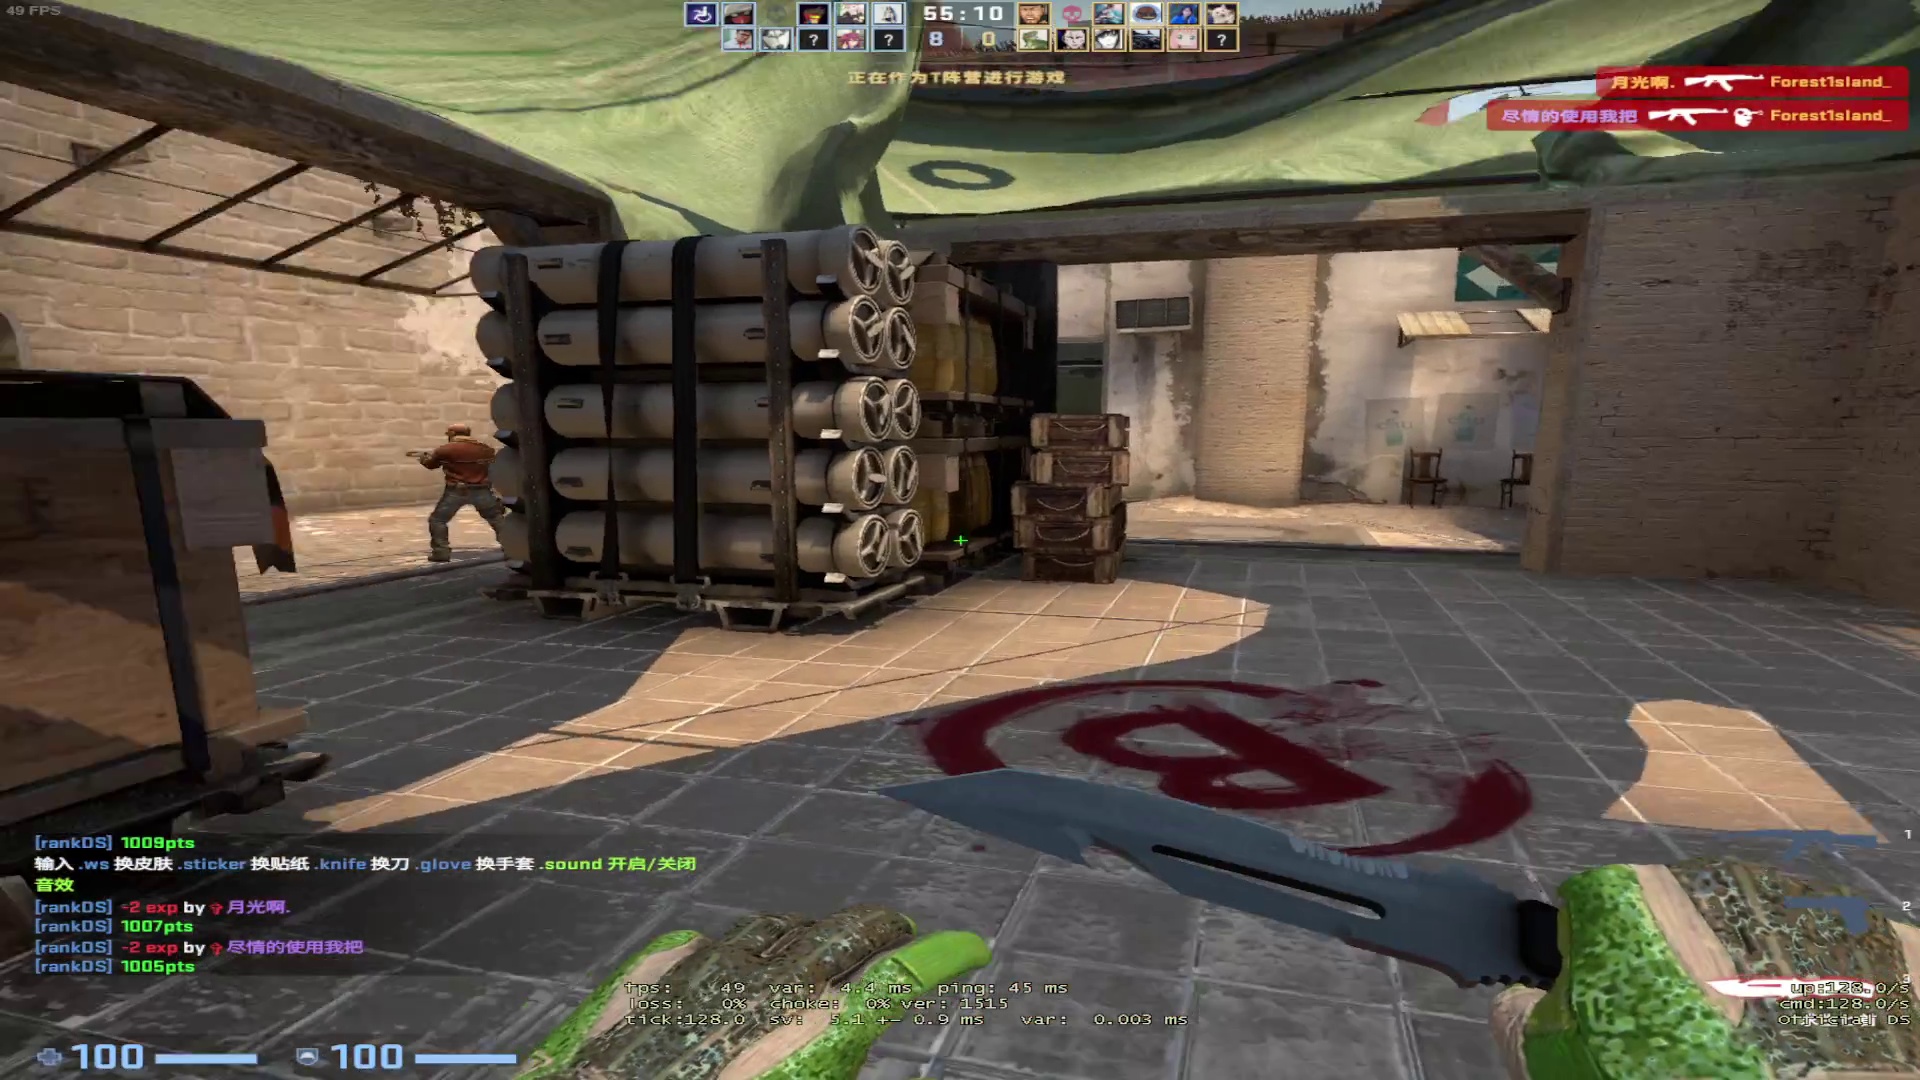 49 FPS
55:10
8 0
? ? ?
正在作为T阵营进行游戏
月光啊. Forest1sland_
尽情的使用我把 Forest1sland_
B
[rankDS] 1009pts
输入 .ws 换皮肤 .sticker 换贴纸 .knife 换刀 .glove 换手套 .sound 开启/关闭
音效
[rankDS] -2 exp by 月光啊.
[rankDS] 1007pts
[rankDS] -2 exp by 尽情的使用我把
[rankDS] 1005pts
fps: 49 var: 4.4 ms ping: 45 ms
loss: 0% choke: 0% ver: 1515
tick:128.0 sv: 5.1 +- 0.9 ms var: 0.003 ms
1
2
3
up:128.0/s
cmd:128.0/s
DS
100 100